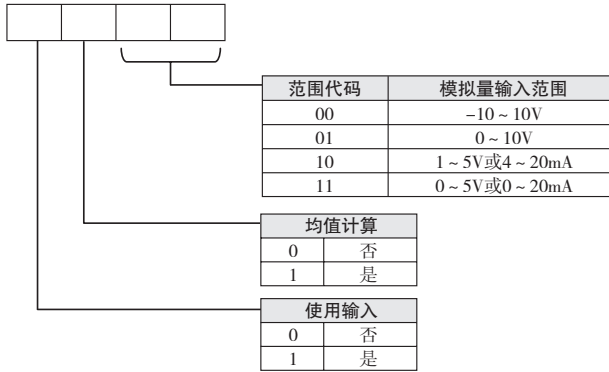 范围代码 模拟量输入范围
00 −10～10V
01 0～10V
10 1～5V或4～20mA
11 0～5V或0～20mA
均值计算
0 否
1 是
使用输入
0 否
1 是